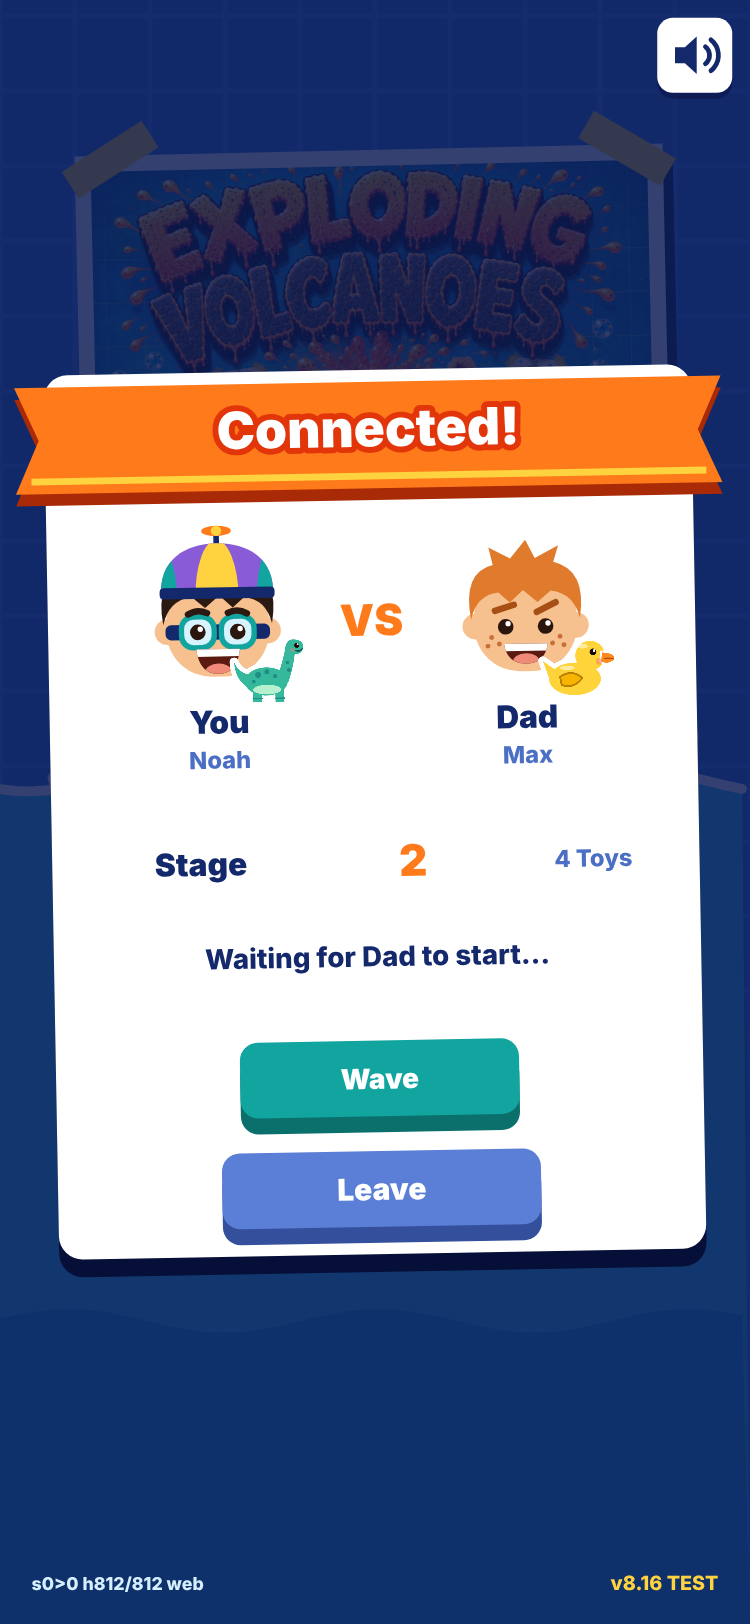 EXPLODING
VOLCANOES
Connected!
VS
You
Dad
Noah
Max
Stage
2
4 Toys
Waiting for Dad to start...
Wave
Leave
s0>0 h812/812 web
v8.16 TEST